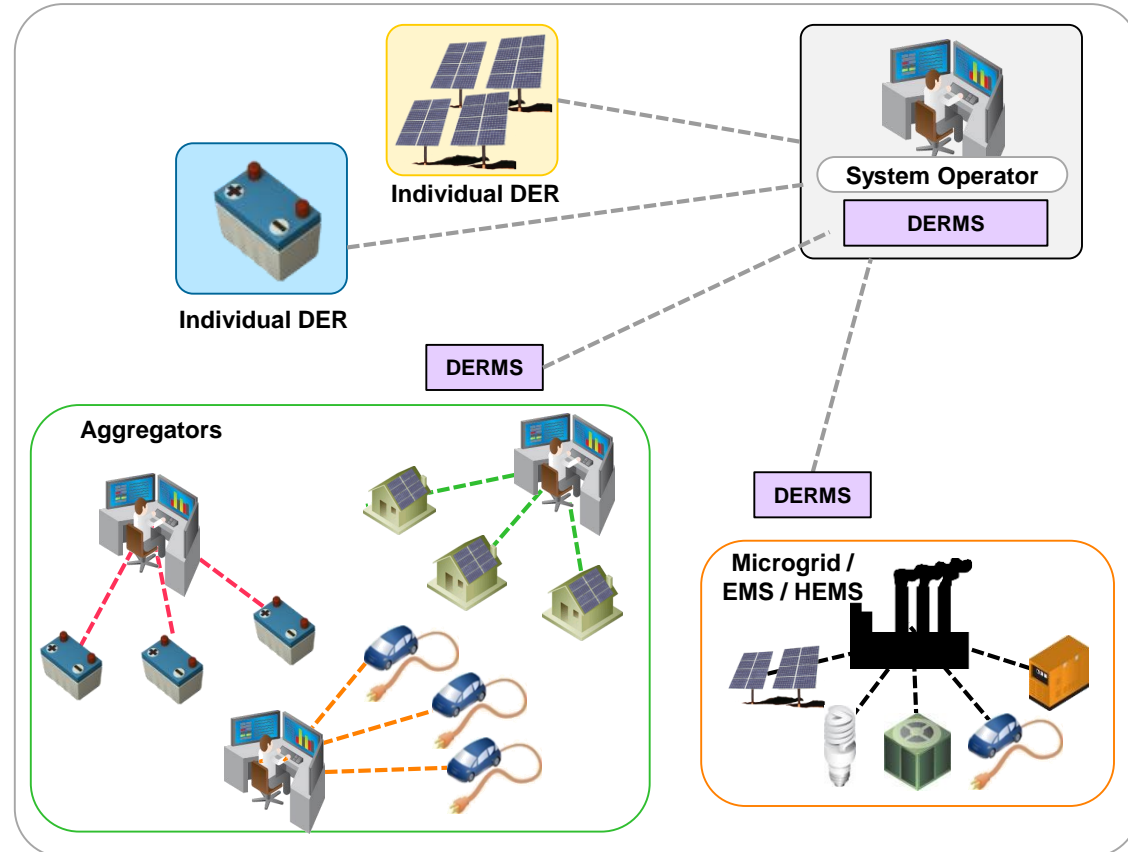 System Operator
DERMS
Individual DER
Individual DER
DERMS
Aggregators
DERMS
Microgrid /
EMS / HEMS